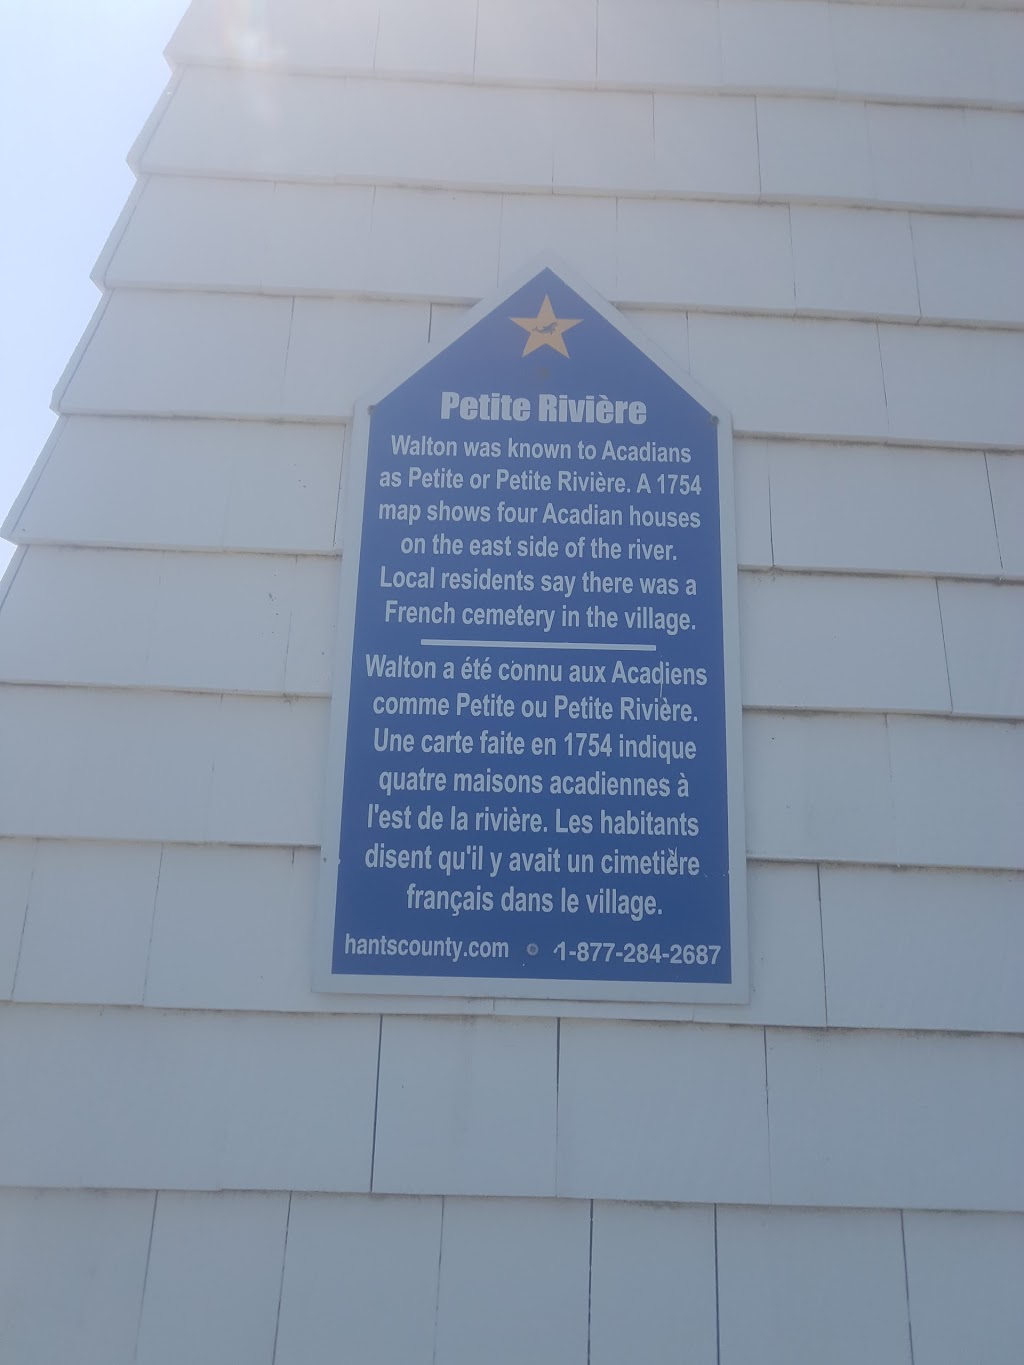 Petite Rivière
Walton was known to Acadians
as Petite or Petite Rivière. A 1754
map shows four Acadian houses
on the east side of the river.
Local residents say there was a
French cemetery in the village.
Walton a été connu aux Acadiens
comme Petite ou Petite Rivière.
Une carte faite en 1754 indique
quatre maisons acadiennes à
l'est de la rivière. Les habitants
disent qu'il y avait un cimetière
français dans le village.
hantscounty.com • 1-877-284-2687